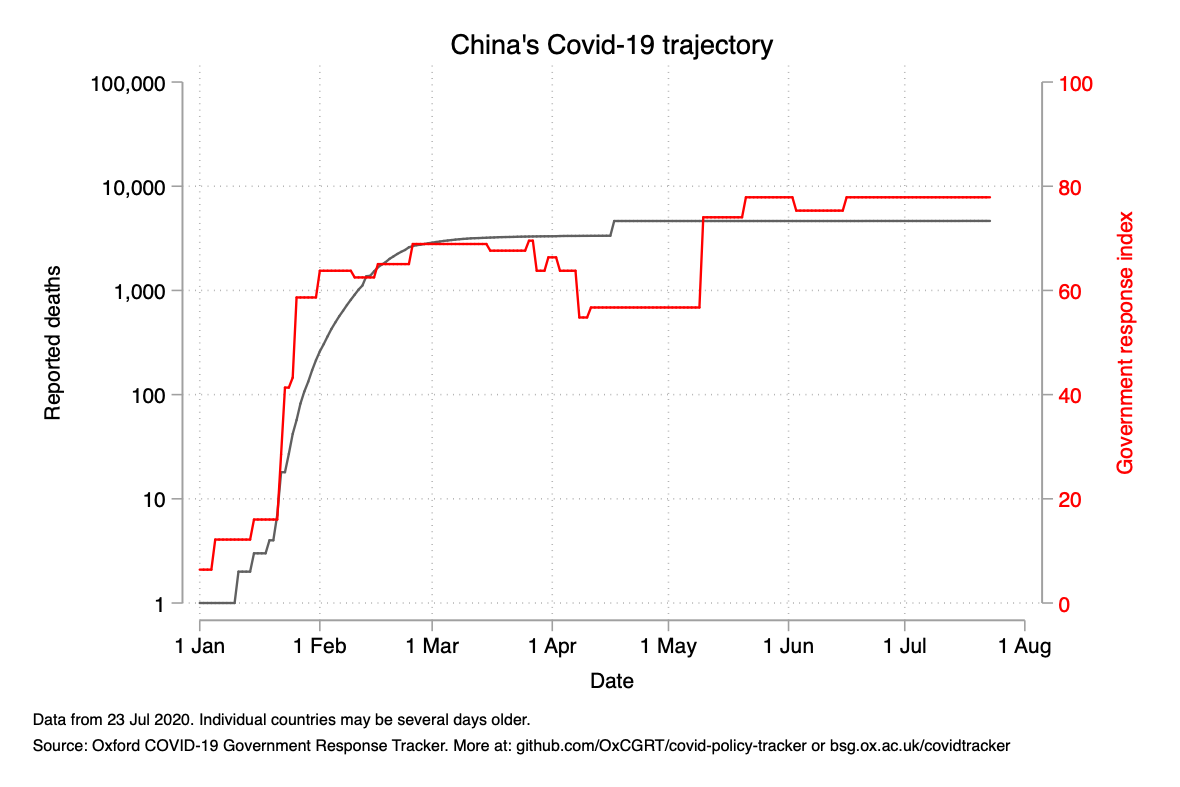 China's Covid-19 trajectory
100,000
10,000
1,000
100
10
1
Reported deaths
100
80
60
40
20
0
Government response index
1 Jan 1 Feb 1 Mar 1 Apr 1 May 1 Jun 1 Jul 1 Aug
Date
Data from 23 Jul 2020. Individual countries may be several days older.
Source: Oxford COVID-19 Government Response Tracker. More at: github.com/OxCGRT/covid-policy-tracker or bsg.ox.ac.uk/covidtracker